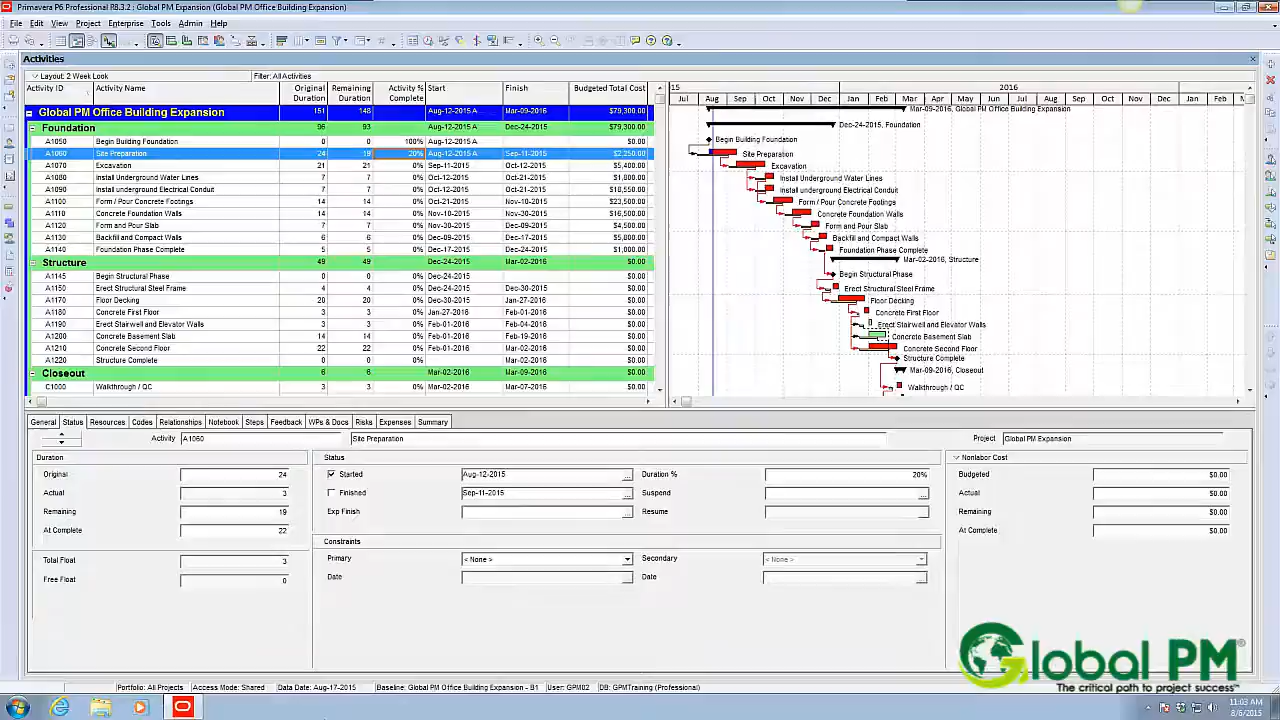 Primavera P6 Professional R8.3.2 : Global PM Expansion (Global PM Office Building Expansion)
File Edit View Project Enterprise Tools Admin Help
Activities
Layout: 2 Week Look Filter: All Activities
Activity ID Activity Name Original Duration Remaining Duration Activity % Complete Start Finish Budgeted Total Cost
15 2016
Jul Aug Sep Oct Nov Dec Jan Feb Mar Apr May Jun Jul Aug Sep Oct Nov Dec Jan Feb M
Global PM Office Building Expansion 151 148 Aug-12-2015 A Mar-09-2016 $79,300.00 Mar-09-2016, Global PM Office Building Expansion
Foundation 96 93 Aug-12-2015 A Dec-24-2015 $79,300.00 Dec-24-2015, Foundation
A1050 Begin Building Foundation 0 0 100% Aug-12-2015 A $0.00 Begin Building Foundation
A1060 Site Preparation 24 19 20% Aug-12-2015 A Sep-11-2015 $2,250.00 Site Preparation
A1070 Excavation 21 21 0% Sep-11-2015 Oct-12-2015 $5,400.00 Excavation
A1080 Install Underground Water Lines 7 7 0% Oct-12-2015 Oct-21-2015 $1,800.00 Install Underground Water Lines
A1090 Install underground Electrical Conduit 7 7 0% Oct-12-2015 Oct-21-2015 $18,550.00 Install underground Electrical Conduit
A1100 Form / Pour Concrete Footings 14 14 0% Oct-21-2015 Nov-10-2015 $23,500.00 Form / Pour Concrete Footings
A1110 Concrete Foundation Walls 14 14 0% Nov-10-2015 Nov-30-2015 $16,500.00 Concrete Foundation Walls
A1120 Form and Pour Slab 7 7 0% Nov-30-2015 Dec-09-2015 $4,500.00 Form and Pour Slab
A1130 Backfill and Compact Walls 6 6 0% Dec-09-2015 Dec-17-2015 $5,800.00 Backfill and Compact Walls
A1140 Foundation Phase Complete 5 5 0% Dec-17-2015 Dec-24-2015 $1,000.00 Foundation Phase Complete
Structure 49 49 Dec-24-2015 Mar-02-2016 $0.00 Mar-02-2016, Structure
A1145 Begin Structural Phase 0 0 0% Dec-24-2015 $0.00 Begin Structural Phase
A1150 Erect Structural Steel Frame 4 4 0% Dec-24-2015 Dec-30-2015 $0.00 Erect Structural Steel Frame
A1170 Floor Decking 20 20 0% Dec-30-2015 Jan-27-2016 $0.00 Floor Decking
A1180 Concrete First Floor 3 3 0% Jan-27-2016 Feb-01-2016 $0.00 Concrete First Floor
A1190 Erect Stairwell and Elevator Walls 3 3 0% Feb-01-2016 Feb-04-2016 $0.00 Erect Stairwell and Elevator Walls
A1200 Concrete Basement Slab 14 14 0% Feb-01-2016 Feb-19-2016 $0.00 Concrete Basement Slab
A1210 Concrete Second Floor 22 22 0% Feb-01-2016 Mar-02-2016 $0.00 Concrete Second Floor
A1220 Structure Complete 0 0 0% Mar-02-2016 $0.00 Structure Complete
Closeout 6 6 Mar-02-2016 Mar-09-2016 $0.00 Mar-09-2016, Closeout
C1000 Walkthrough / QC 3 3 0% Mar-02-2016 Mar-07-2016 $0.00 Walkthrough / QC
General Status Resources Codes Relationships Notebook Steps Feedback WPs & Docs Risks Expenses Summary
Activity A1060 Site Preparation Project Global PM Expansion
Duration Status Nonlabor Cost
Original 24 Started Aug-12-2015 Duration % 20% Budgeted $0.00
Actual 3 Finished Sep-11-2015 Suspend Actual $0.00
Remaining 19 Exp Finish Resume Remaining $0.00
At Complete 22 At Complete $0.00
Constraints
Total Float 3 Primary < None > Secondary < None >
Free Float 0 Date Date
Global PM®
The critical path to project success™
Portfolio: All Projects Access Mode: Shared Data Date: Aug-17-2015 Baseline: Global PM Office Building Expansion - B1 User: GPM02 DB: GPMTraining (Professional)
11:03 AM
8/6/2015